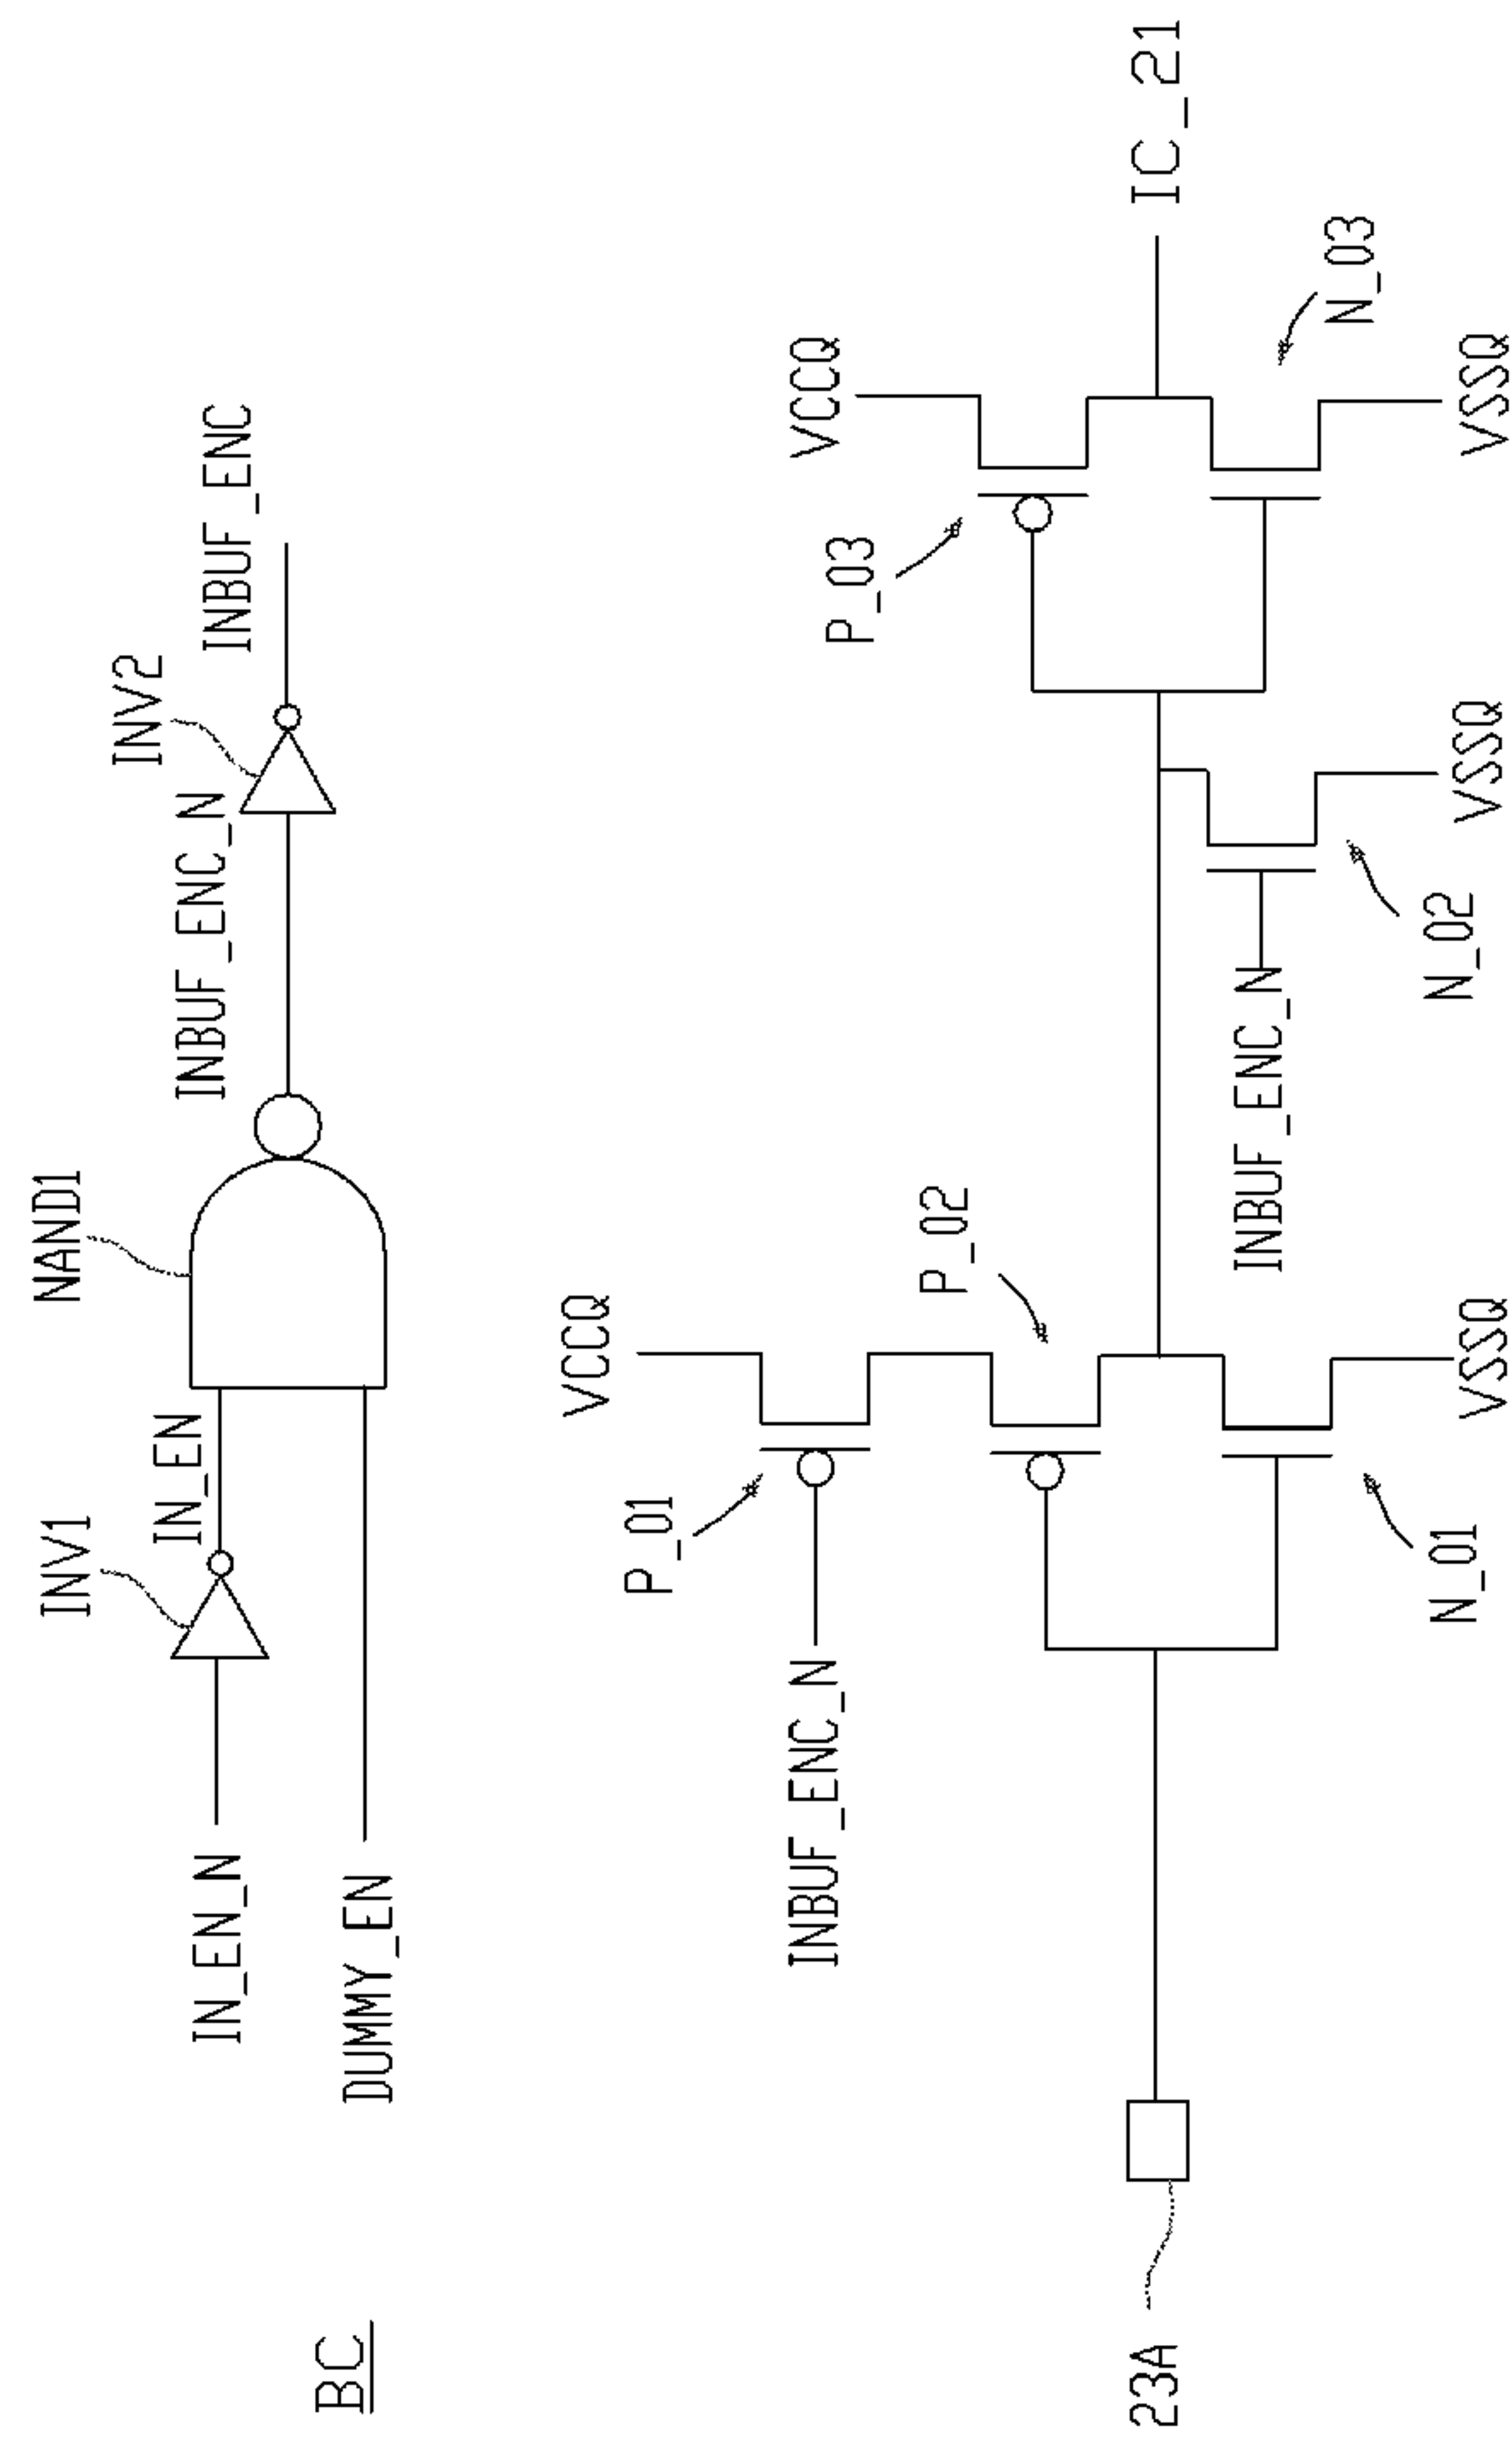 BC
INV1
NAND1
INV2
IN_EN_N
IN_EN
INBUF_ENC_N
INBUF_ENC
DUMMY_EN
VCCQ
P_01
INBUF_ENC_N
P_02
VCCQ
P_03
23A
IC_21
INBUF_ENC_N
N_01
VSSQ
N_02
VSSQ
N_03
VSSQ